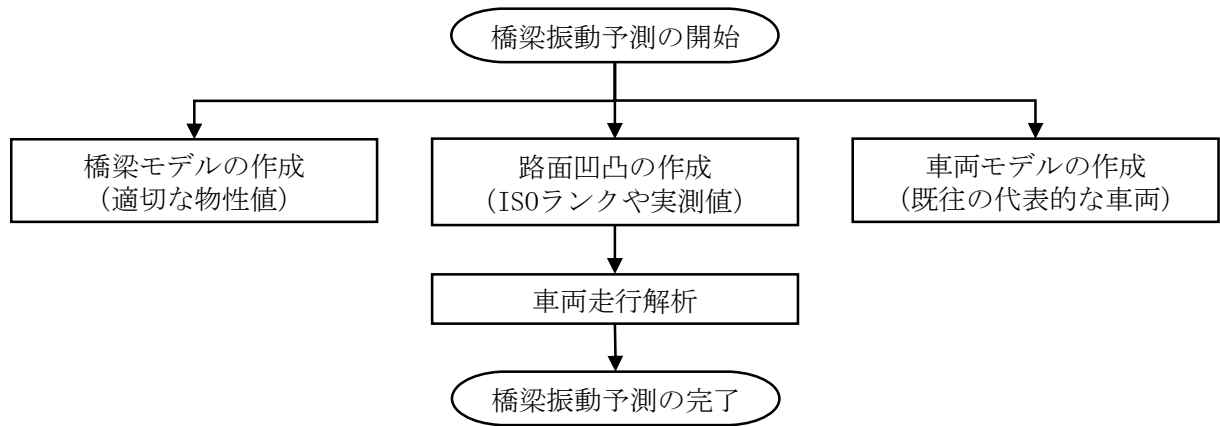 橋梁振動予測の開始
橋梁モデルの作成
（適切な物性値）
路面凹凸の作成
（ISOランクや実測値）
車両モデルの作成
（既往の代表的な車両）
車両走行解析
橋梁振動予測の完了